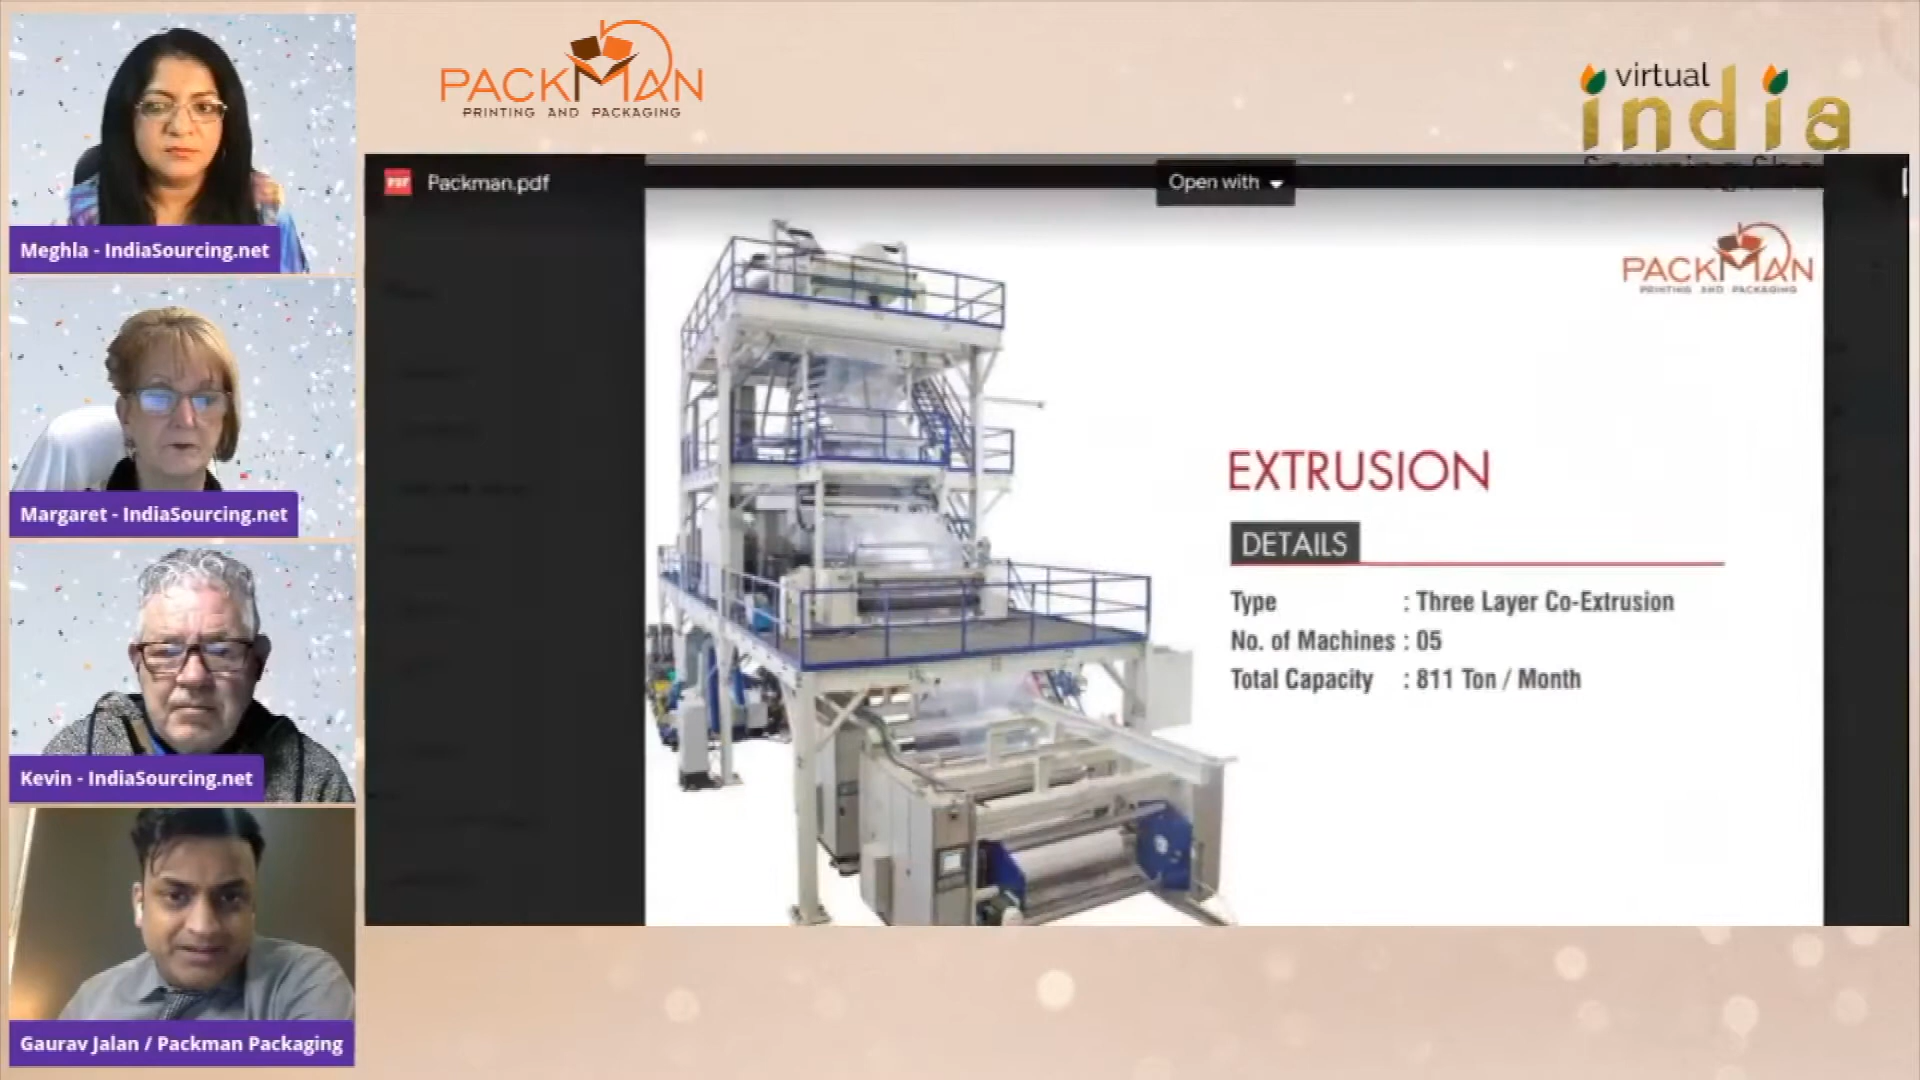 PACKMAN
PRINTING AND PACKAGING
virtual
india
Meghla - IndiaSourcing.net
Margaret - IndiaSourcing.net
Kevin - IndiaSourcing.net
Gaurav Jalan / Packman Packaging
PDF
Packman.pdf
Open with
PACKMAN
PRINTING AND PACKAGING
EXTRUSION
DETAILS
Type : Three Layer Co-Extrusion
No. of Machines : 05
Total Capacity : 811 Ton / Month